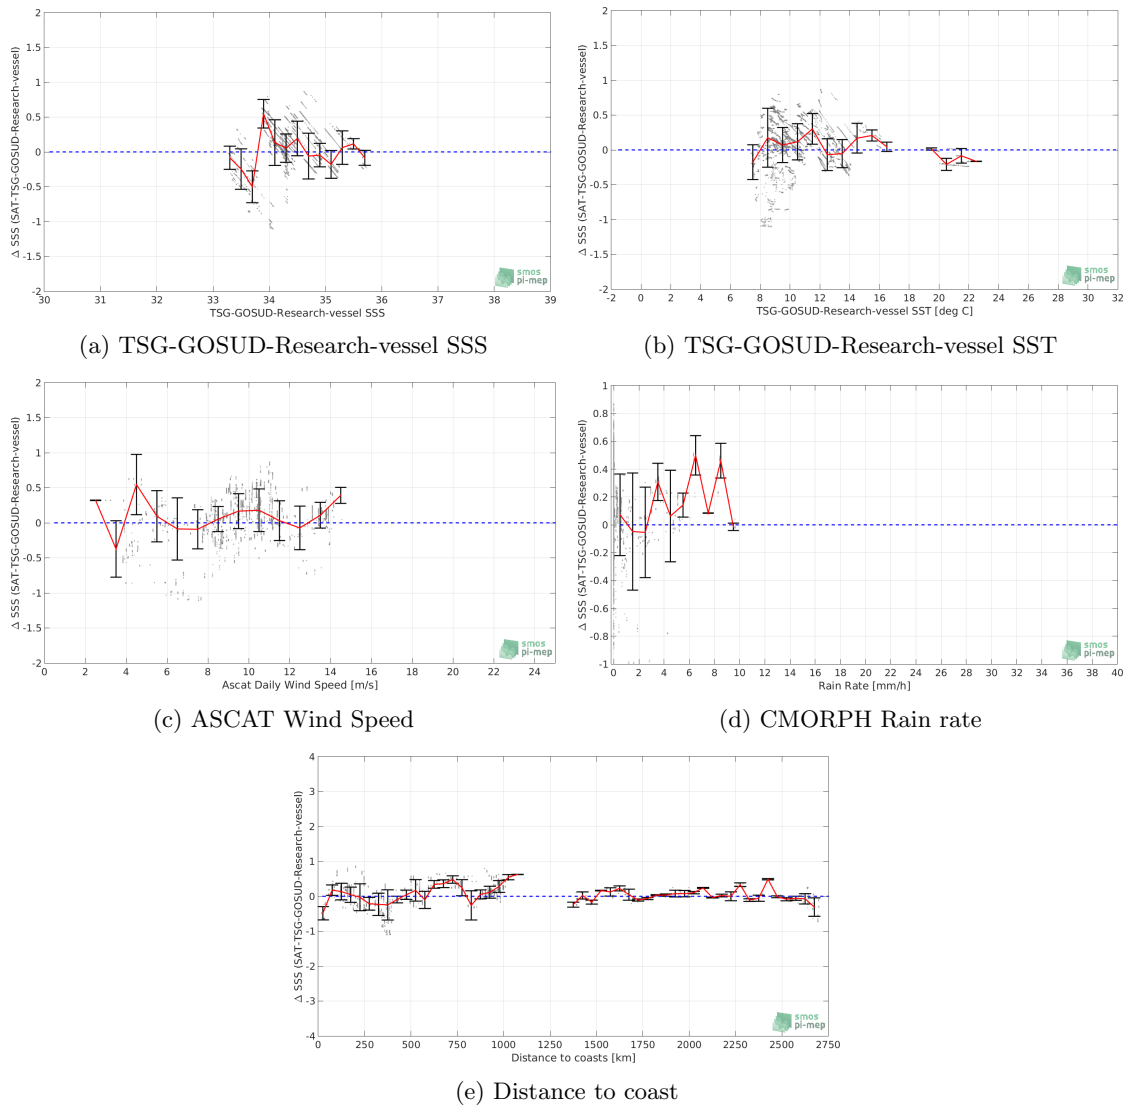 Δ SSS (SAT-TSG-GOSUD-Research-vessel)
2
1.5
1
0.5
0
-0.5
-1
-1.5
-2
30 31 32 33 34 35 36 37 38 39
TSG-GOSUD-Research-vessel SSS
smos
pi-mep
(a) TSG-GOSUD-Research-vessel SSS
Δ SSS (SAT-TSG-GOSUD-Research-vessel)
2
1.5
1
0.5
0
-0.5
-1
-1.5
-2
-2 0 2 4 6 8 10 12 14 16 18 20 22 24 26 28 30 32
TSG-GOSUD-Research-vessel SST [deg C]
smos
pi-mep
(b) TSG-GOSUD-Research-vessel SST
Δ SSS (SAT-TSG-GOSUD-Research-vessel)
2
1.5
1
0.5
0
-0.5
-1
-1.5
-2
0 2 4 6 8 10 12 14 16 18 20 22 24
Ascat Daily Wind Speed [m/s]
smos
pi-mep
(c) ASCAT Wind Speed
Δ SSS (SAT-TSG-GOSUD-Research-vessel)
1
0.8
0.6
0.4
0.2
0
-0.2
-0.4
-0.6
-0.8
-1
0 2 4 6 8 10 12 14 16 18 20 22 24 26 28 30 32 34 36 38 40
Rain Rate [mm/h]
smos
pi-mep
(d) CMORPH Rain rate
Δ SSS (SAT-TSG-GOSUD-Research-vessel)
4
3
2
1
0
-1
-2
-3
-4
0 250 500 750 1000 1250 1500 1750 2000 2250 2500 2750
Distance to coasts [km]
smos
pi-mep
(e) Distance to coast